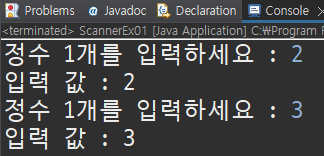 Problems Javadoc Declaration Console
<terminated> ScannerEx01 [Java Application] C:\Program F
정수 1개를 입력하세요 : 2
입력 값 : 2
정수 1개를 입력하세요 : 3
입력 값 : 3